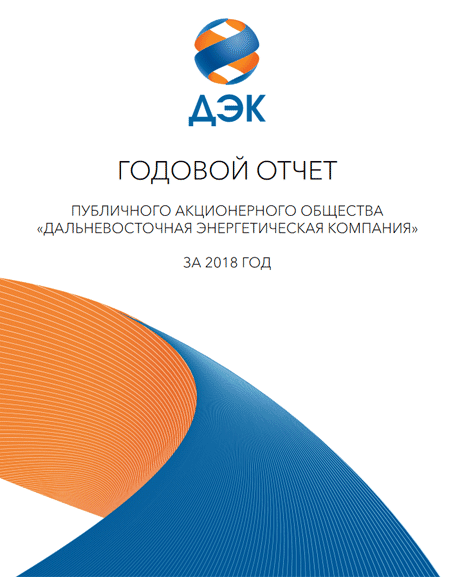 ДЭК
ГОДОВОЙ ОТЧЕТ
ПУБЛИЧНОГО АКЦИОНЕРНОГО ОБЩЕСТВА
«ДАЛЬНЕВОСТОЧНАЯ ЭНЕРГЕТИЧЕСКАЯ КОМПАНИЯ»
ЗА 2018 ГОД